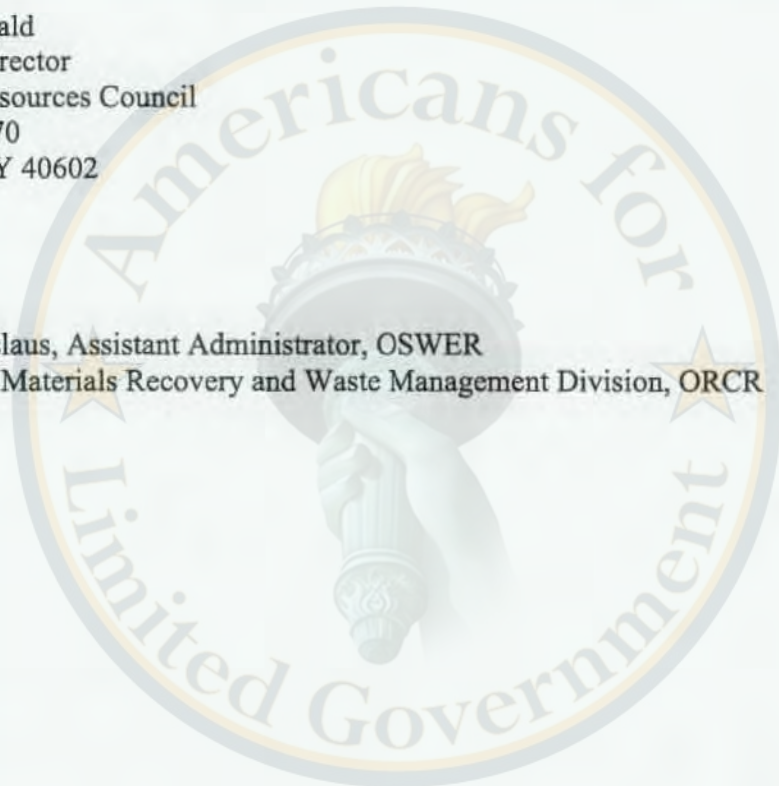 ald
rector
sources Council
70
Y 40602
laus, Assistant Administrator, OSWER
Materials Recovery and Waste Management Division, ORCR
Americans for
Limited Government